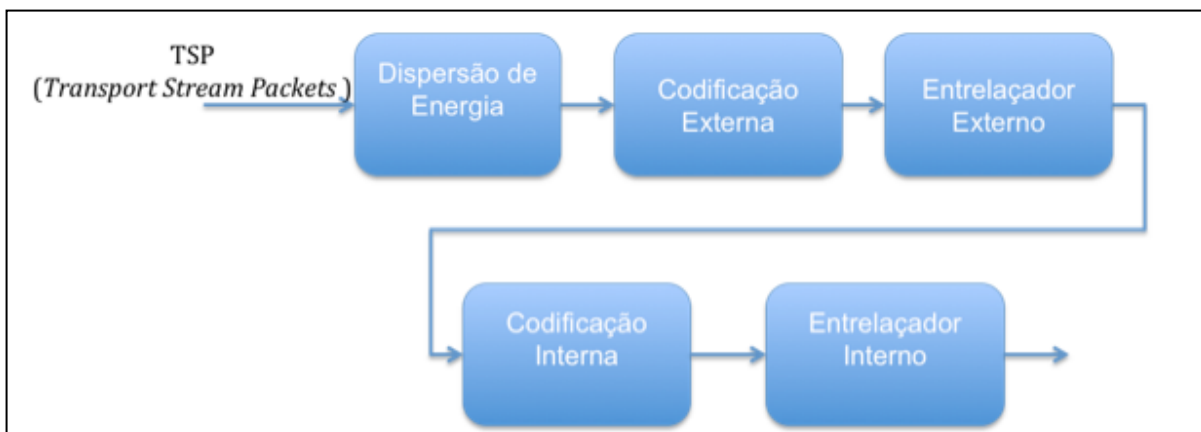 TSP
(Transport Stream Packets )
Dispersão de
Energia
Codificação
Externa
Entrelaçador
Externo
Codificação
Interna
Entrelaçador
Interno